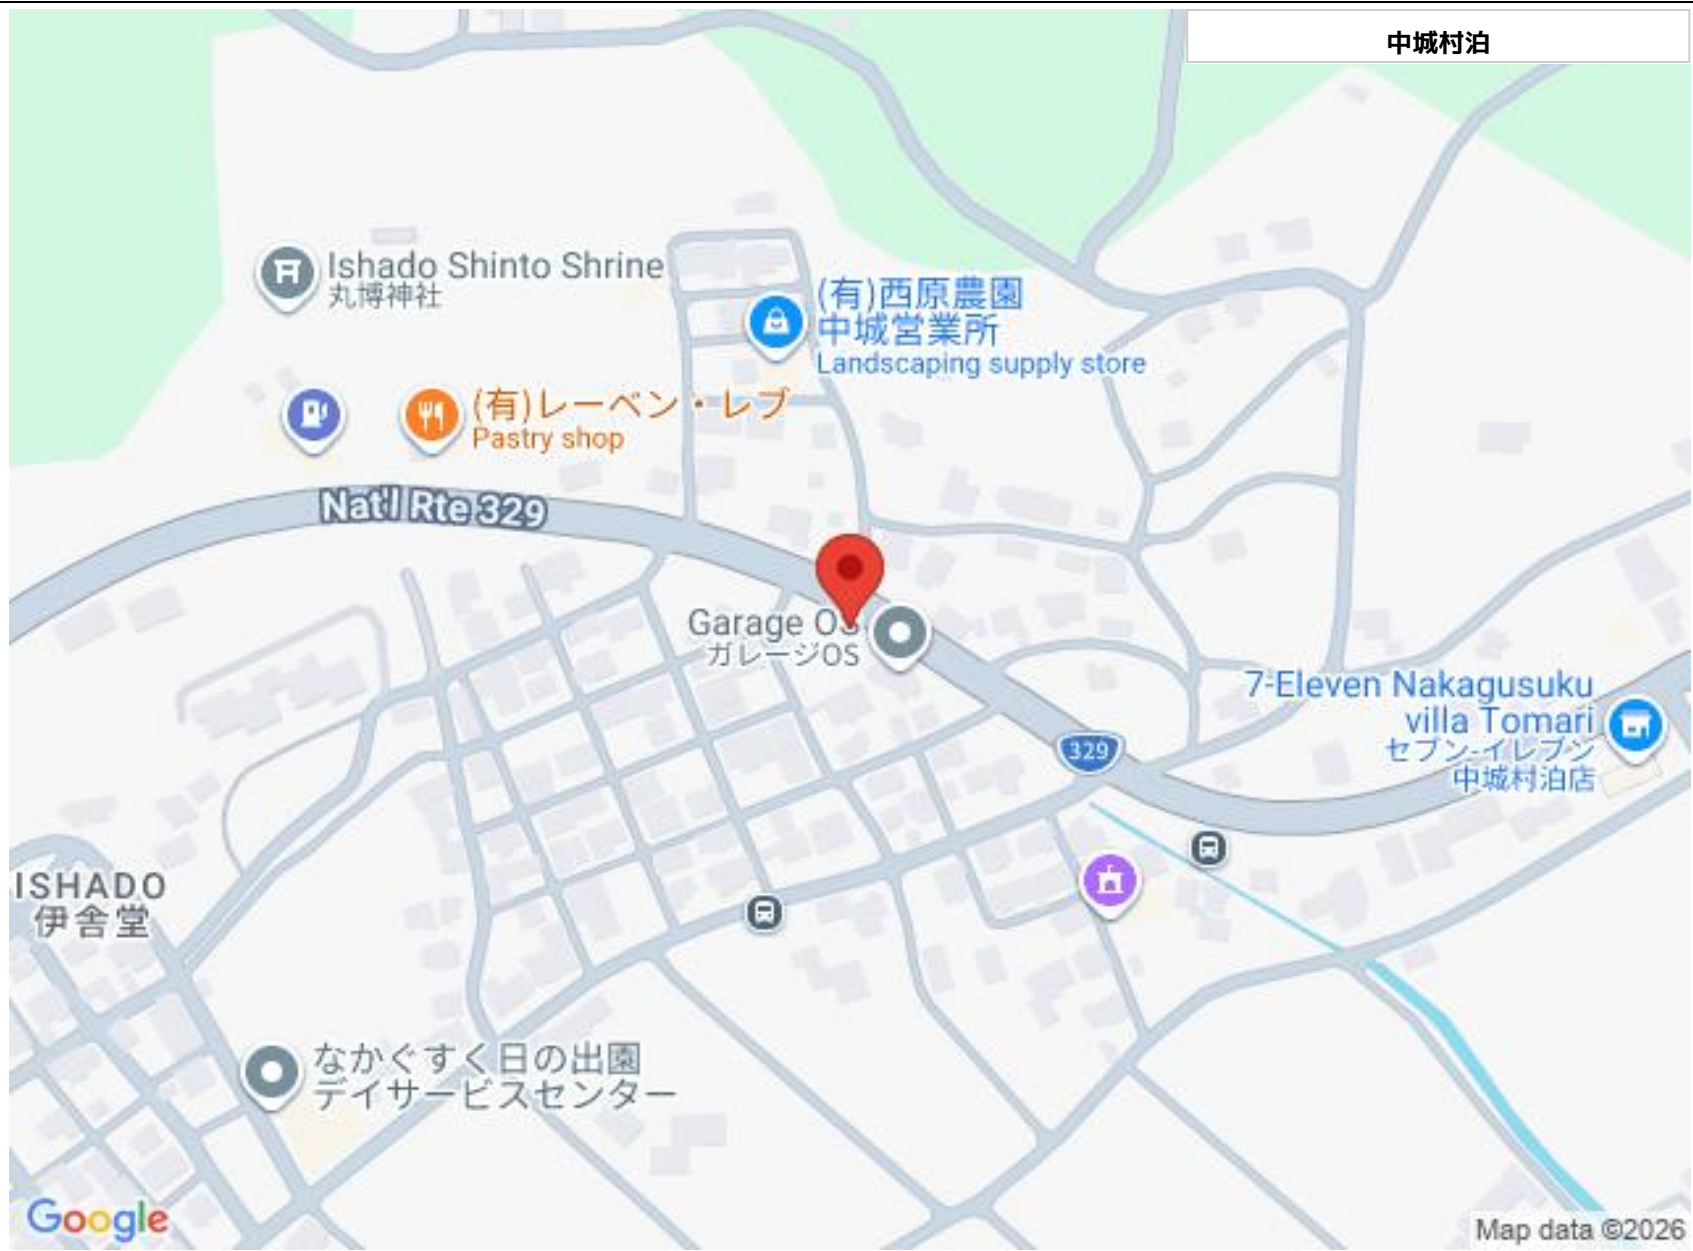 中城村泊
Ishado Shinto Shrine
丸博神社
(有)西原農園
中城営業所
Landscaping supply store
(有)レーベン・レブ
Pastry shop
Nat'l Rte 329
Garage OS
ガレージOS
7-Eleven Nakagusuku
villa Tomari
セブン-イレブン
中城村泊店
329
ISHADO
伊舎堂
なかぐすく日の出園
デイサービスセンター
Google
Map data ©2026